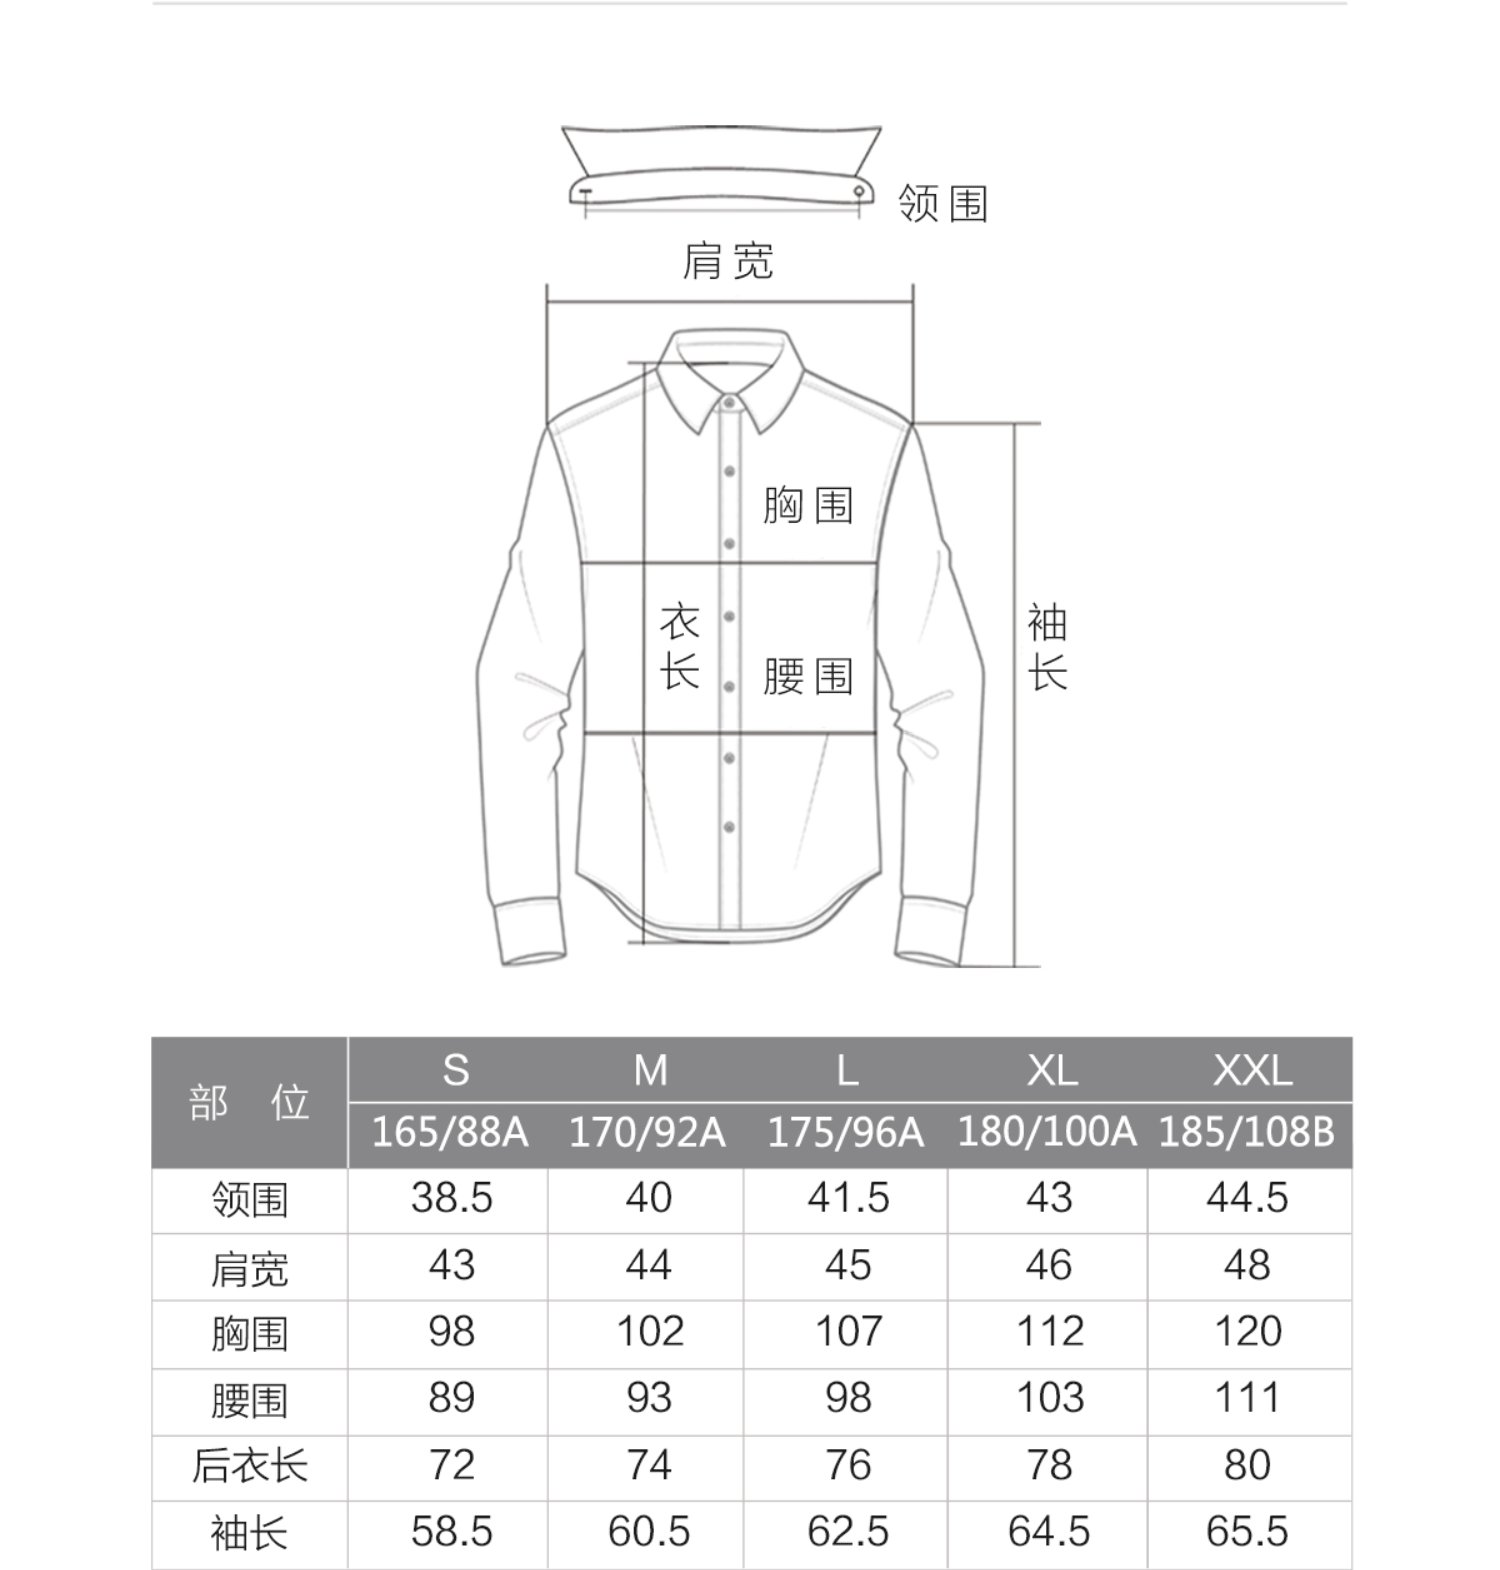 领围
肩宽
胸围
衣长
腰围
袖长
部 位 S M L XL XXL
165/88A 170/92A 175/96A 180/100A 185/108B
领围 38.5 40 41.5 43 44.5
肩宽 43 44 45 46 48
胸围 98 102 107 112 120
腰围 89 93 98 103 111
后衣长 72 74 76 78 80
袖长 58.5 60.5 62.5 64.5 65.5